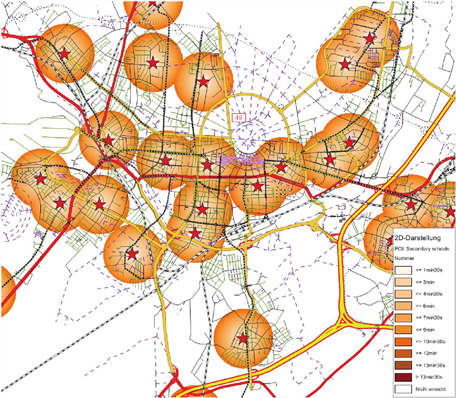 2D-Darstellung
POI: Secondary schools
Nummer
<= 1min30s
<= 3min
<= 4min30s
<= 6min
<= 7min30s
<= 9min
<= 10min30s
<= 12min
<= 13min30s
> 13min30s
Nicht erreicht